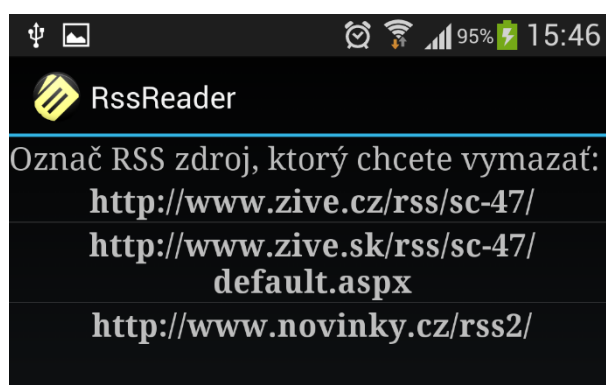 95% 15:46
RssReader
Označ RSS zdroj, ktorý chcete vymazať:
http://www.zive.cz/rss/sc-47/
http://www.zive.sk/rss/sc-47/
default.aspx
http://www.novinky.cz/rss2/